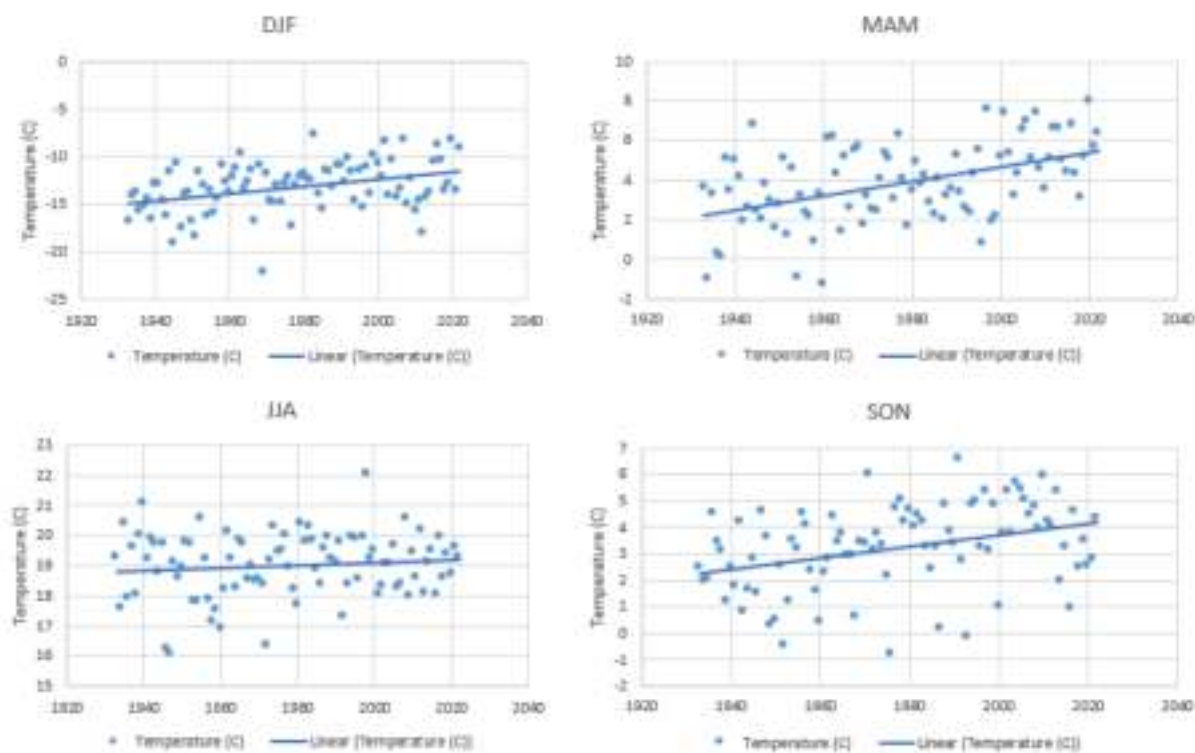 DJF
Temperature (C)
0
-5
-10
-15
-20
-25
1920 1940 1960 1980 2000 2020 2040
Temperature (C) Linear (Temperature (C))
MAM
Temperature (C)
10
8
6
4
2
0
-2
1920 1940 1960 1980 2000 2020 2040
Temperature (C) Linear (Temperature (C))
JJA
Temperature (C)
23
22
21
20
19
18
17
16
15
1920 1940 1960 1980 2000 2020 2040
Temperature (C) Linear (Temperature (C))
SON
Temperature (C)
7
6
5
4
3
2
1
0
-1
-2
1920 1940 1960 1980 2000 2020 2040
Temperature (C) Linear (Temperature (C))